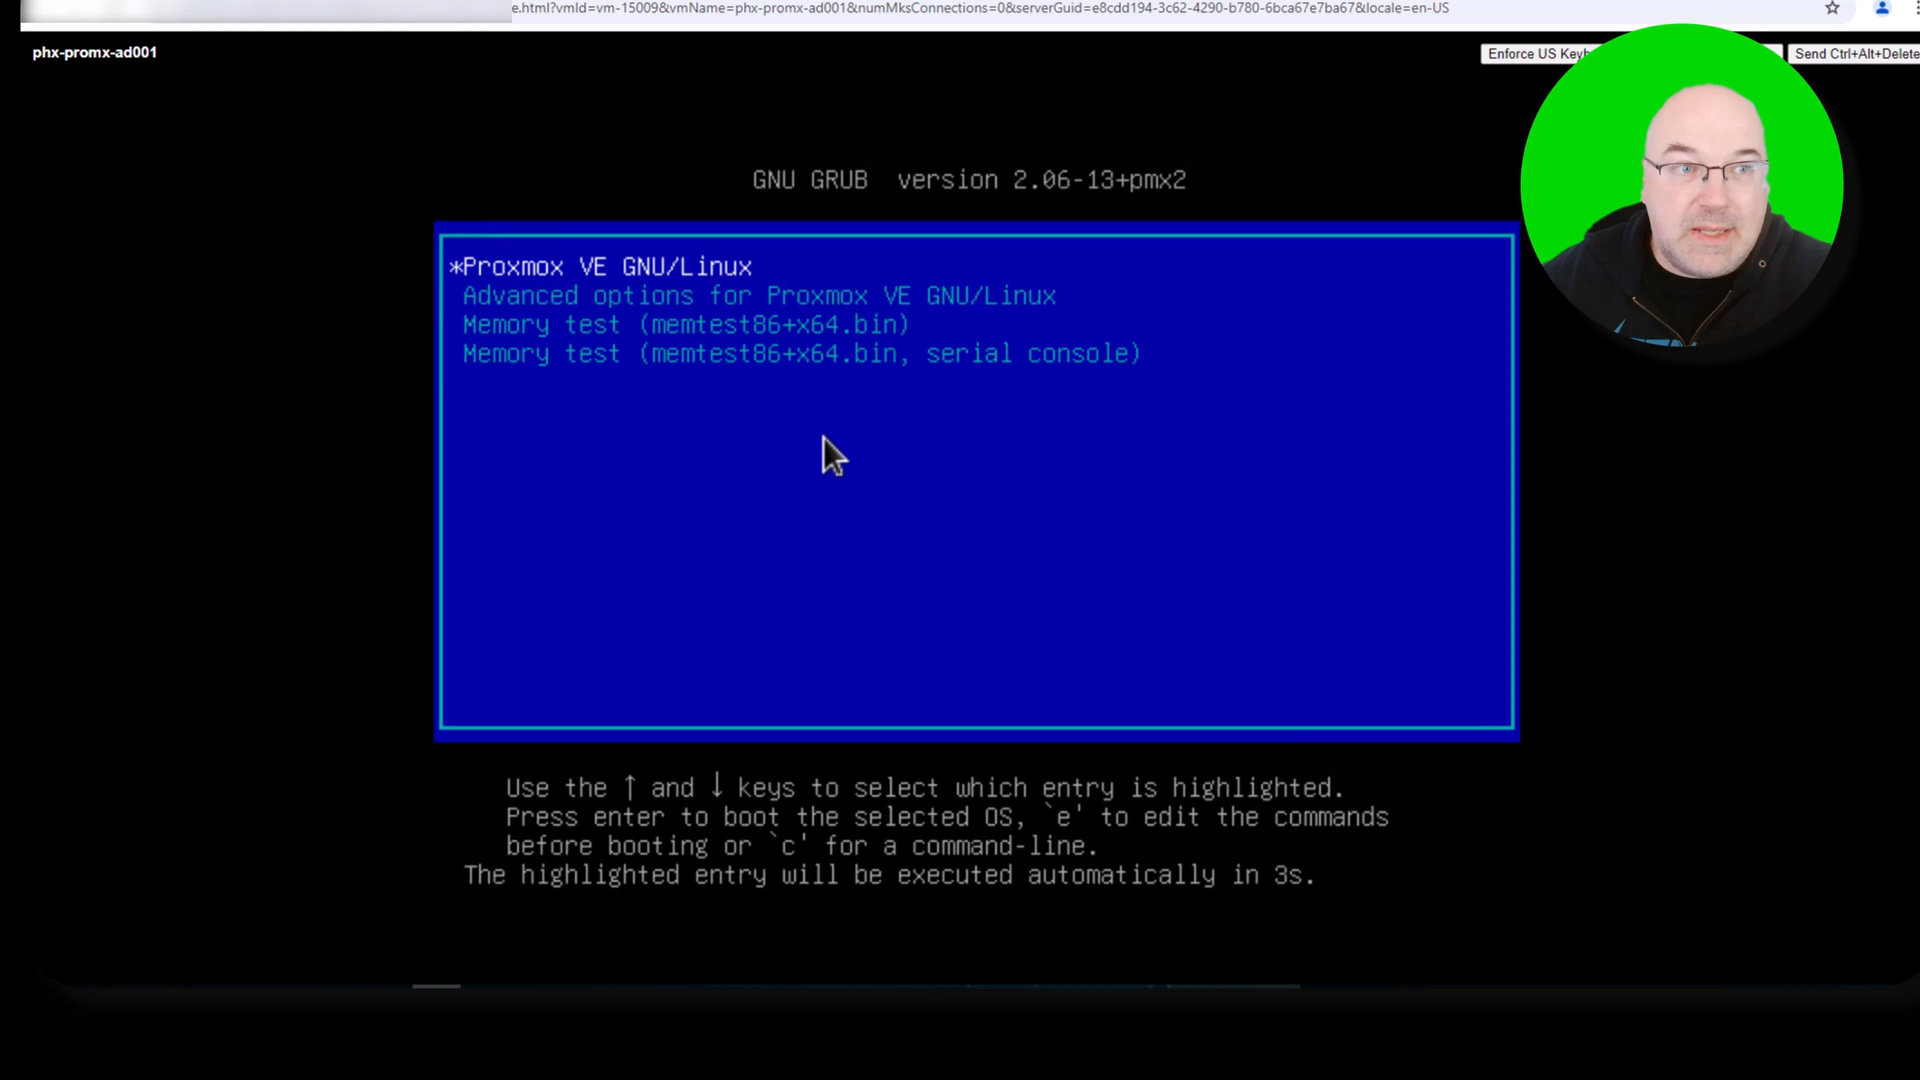 e.html?vmId=vm-15009&vmName=phx-promx-ad001&numMksConnections=0&serverGuid=e8cdd194-3c62-4290-b780-6bca67e7ba67&locale=en-US
phx-promx-ad001
Enforce US Keyb
Send Ctrl+Alt+Delete
GNU GRUB version 2.06-13+pmx2
*Proxmox VE GNU/Linux
Advanced options for Proxmox VE GNU/Linux
Memory test (memtest86+x64.bin)
Memory test (memtest86+x64.bin, serial console)
Use the ↑ and ↓ keys to select which entry is highlighted.
Press enter to boot the selected OS, `e' to edit the commands
before booting or `c' for a command-line.
The highlighted entry will be executed automatically in 3s.